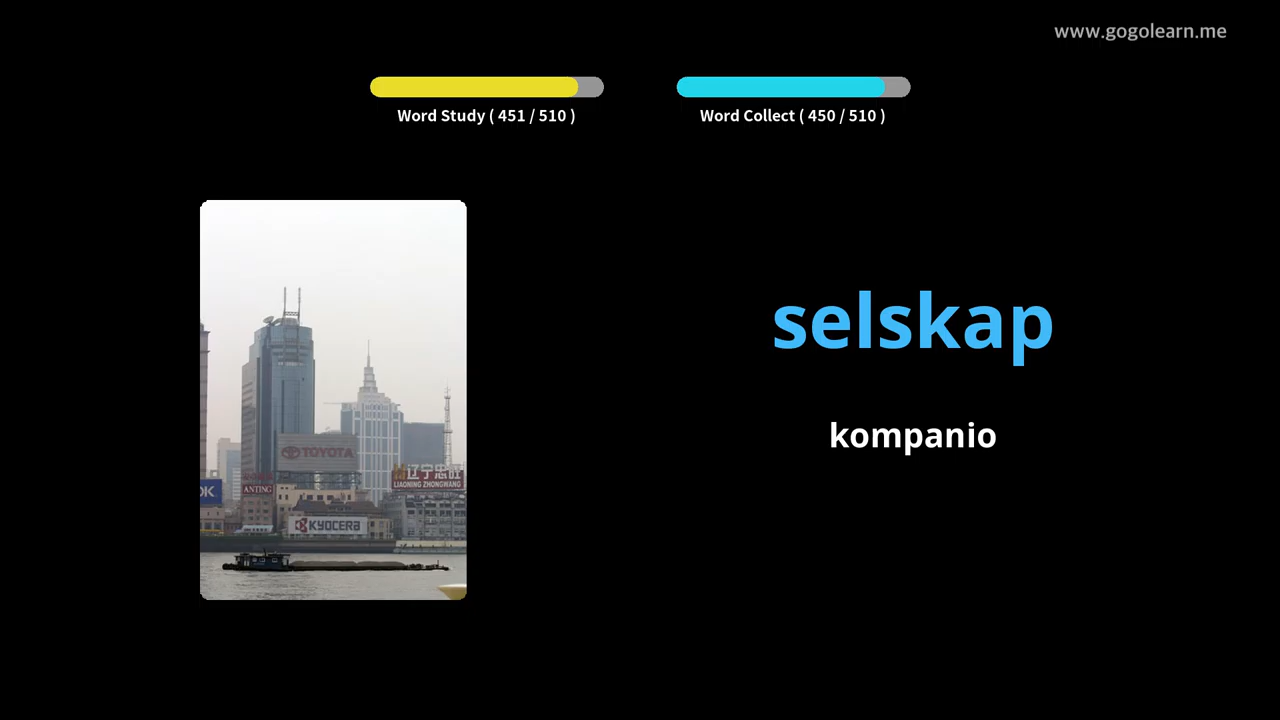 www.gogolearn.me
Word Study ( 451 / 510 )
Word Collect ( 450 / 510 )
selskap
kompanio
TOYOTA
辽宁忠旺
LIAONING ZHONGWANG
OK
ANTING
KYOCERA